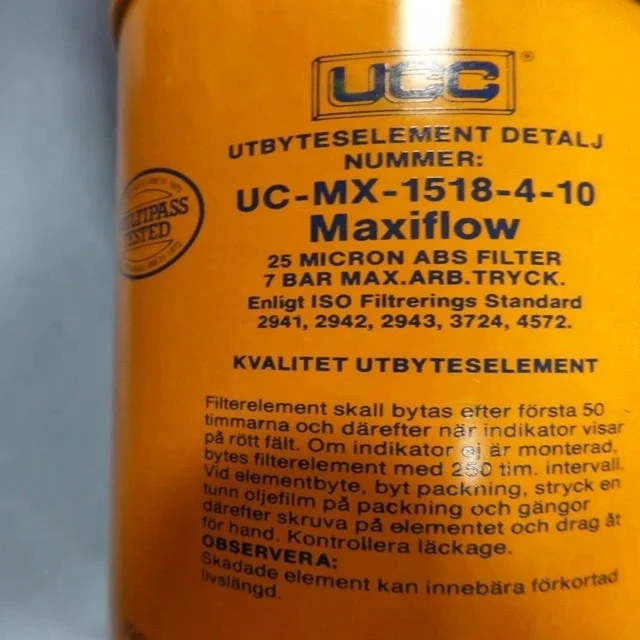 UCC®
UTBYTESELEMENT DETALJ
NUMMER:
UC-MX-1518-4-10
Maxiflow
25 MICRON ABS FILTER
7 BAR MAX.ARB.TRYCK.
Enligt ISO Filtrerings Standard
2941, 2942, 2943, 3724, 4572.
TESTED
KVALITET UTBYTESELEMENT
Filterelement skall bytas efter första 50
timmarna och därefter när indikator visar
på rött fält. Om indikator ej är monterad,
bytes filterelement med 250 tim. intervall.
Vid elementbyte, byt packning, stryck en
tunn oljefilm på packning och gängor
därefter skruva på elementet och drag åt
för hand. Kontrollera läckage.
OBSERVERA:
Skadade element kan innebära förkortad
livslängd.